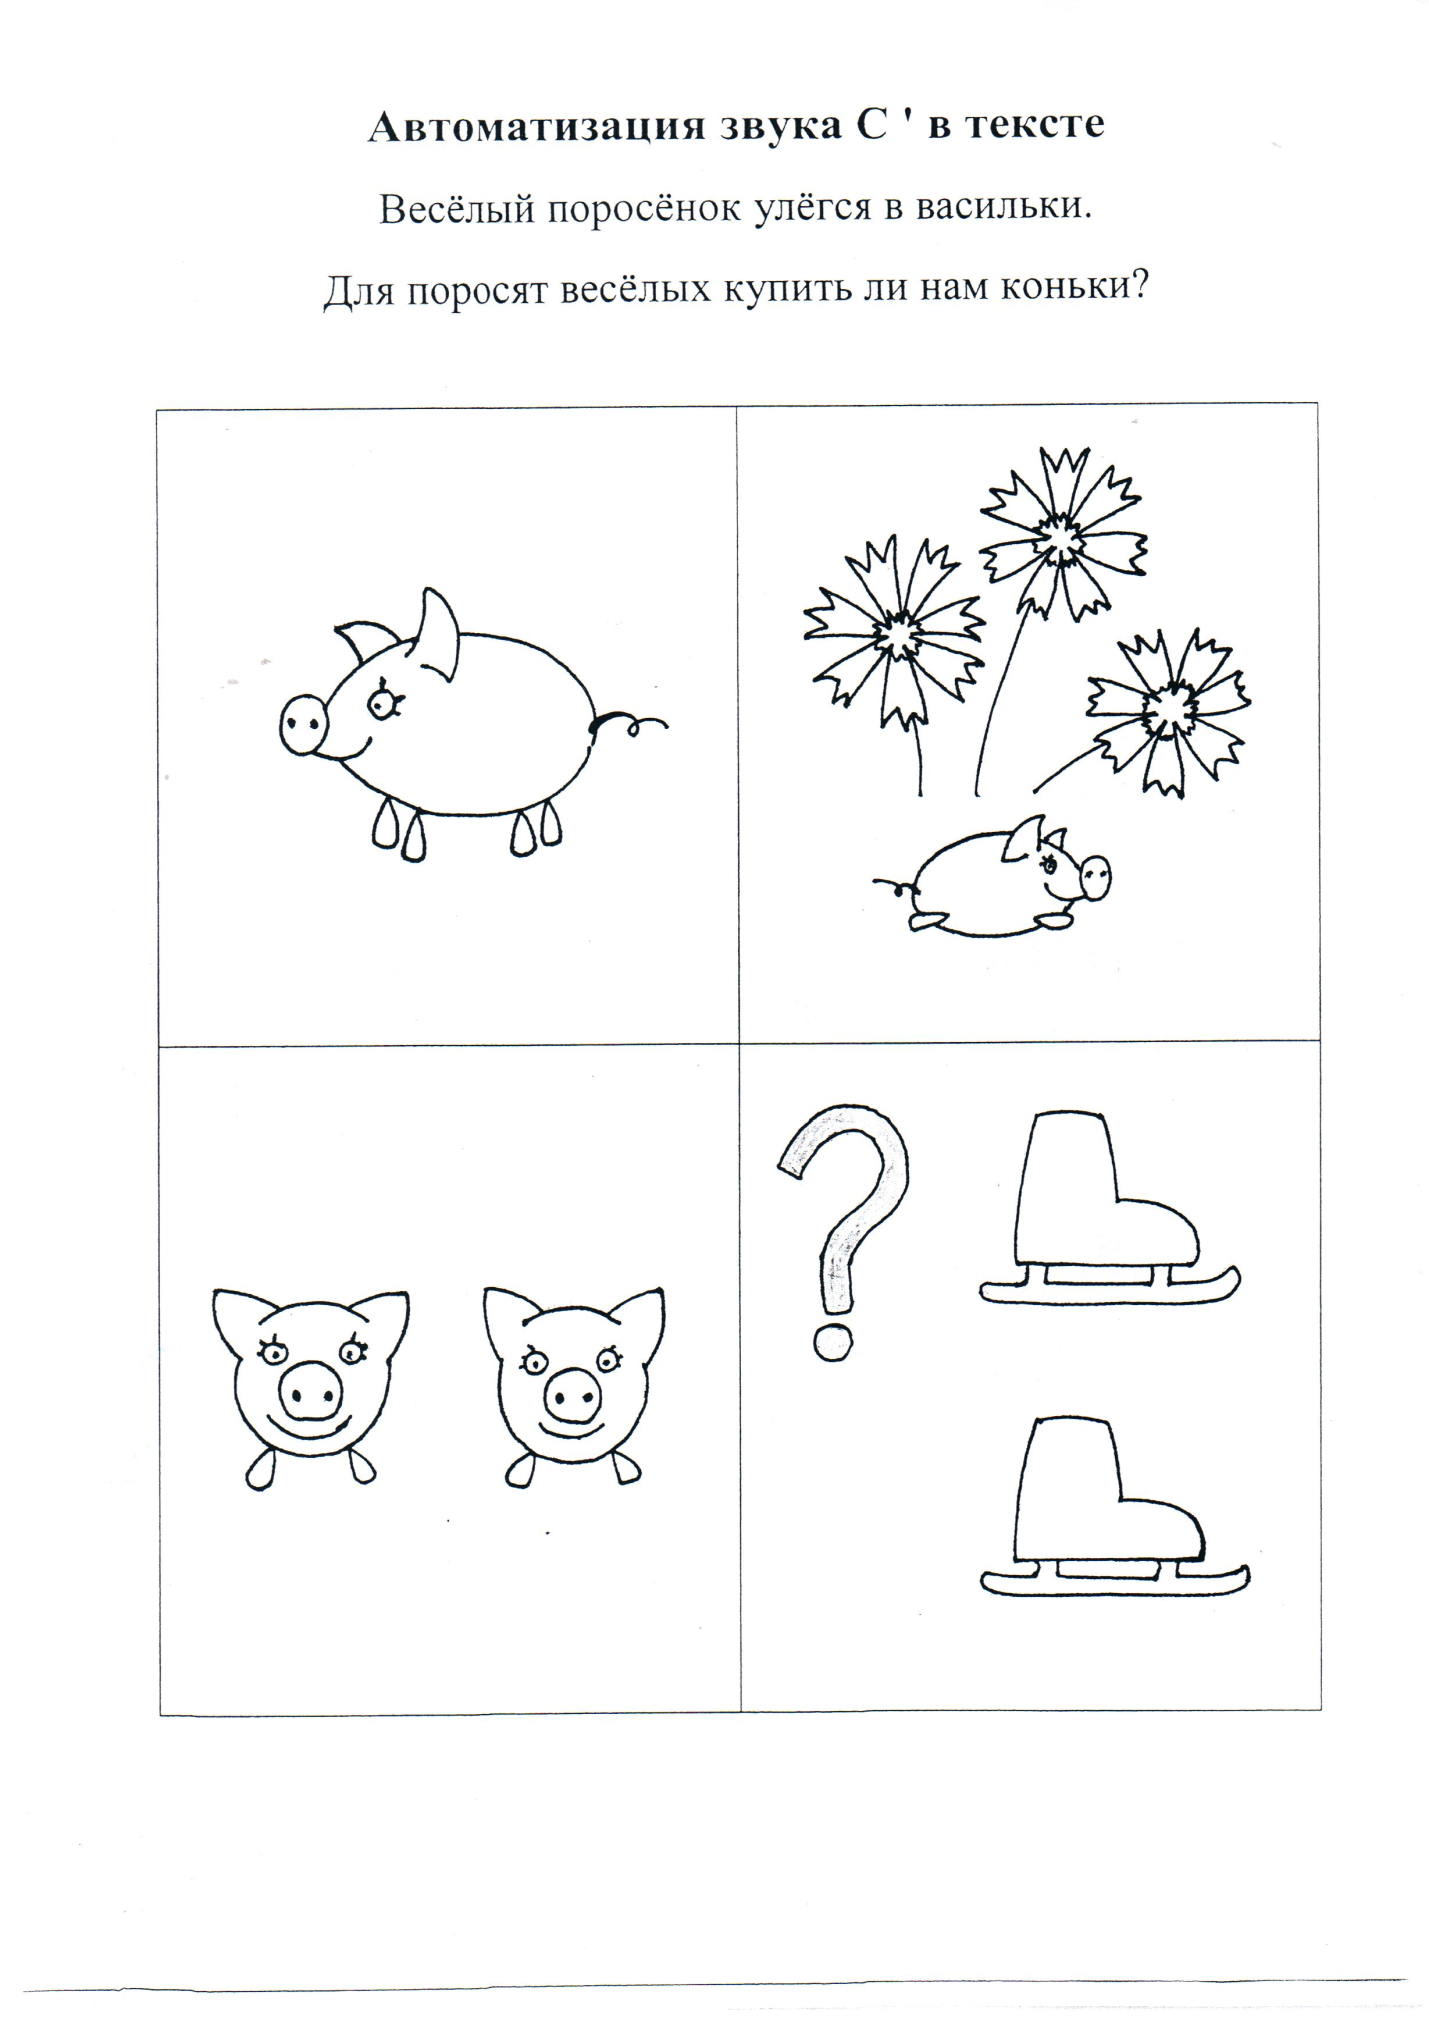 Автоматизация звука С ' в тексте
Весёлый поросёнок улёгся в васильки.
Для поросят весёлых купить ли нам коньки?
?